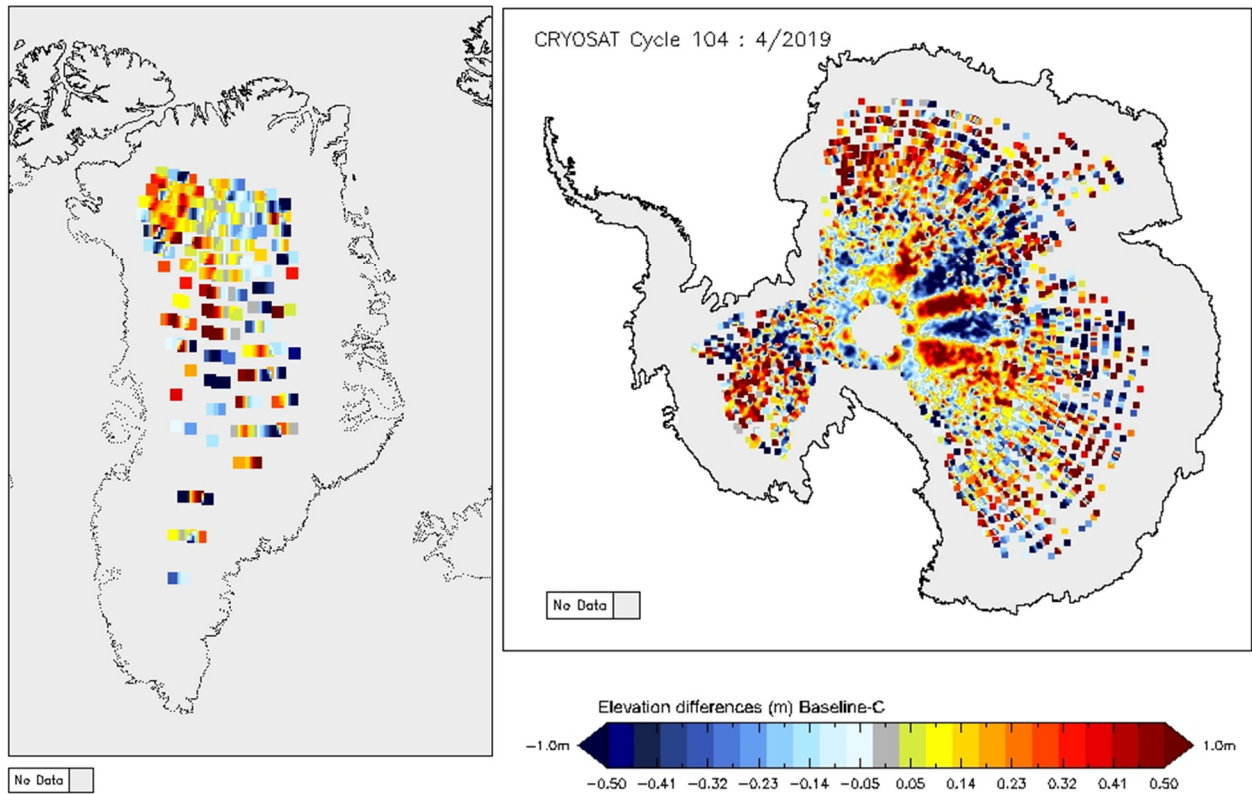 CRYOSAT Cycle 104 : 4/2019
No Data
Elevation differences (m) Baseline-C
-1.0m
1.0m
-0.50 -0.41 -0.32 -0.23 -0.14 -0.05 0.05 0.14 0.23 0.32 0.41 0.50
No Data